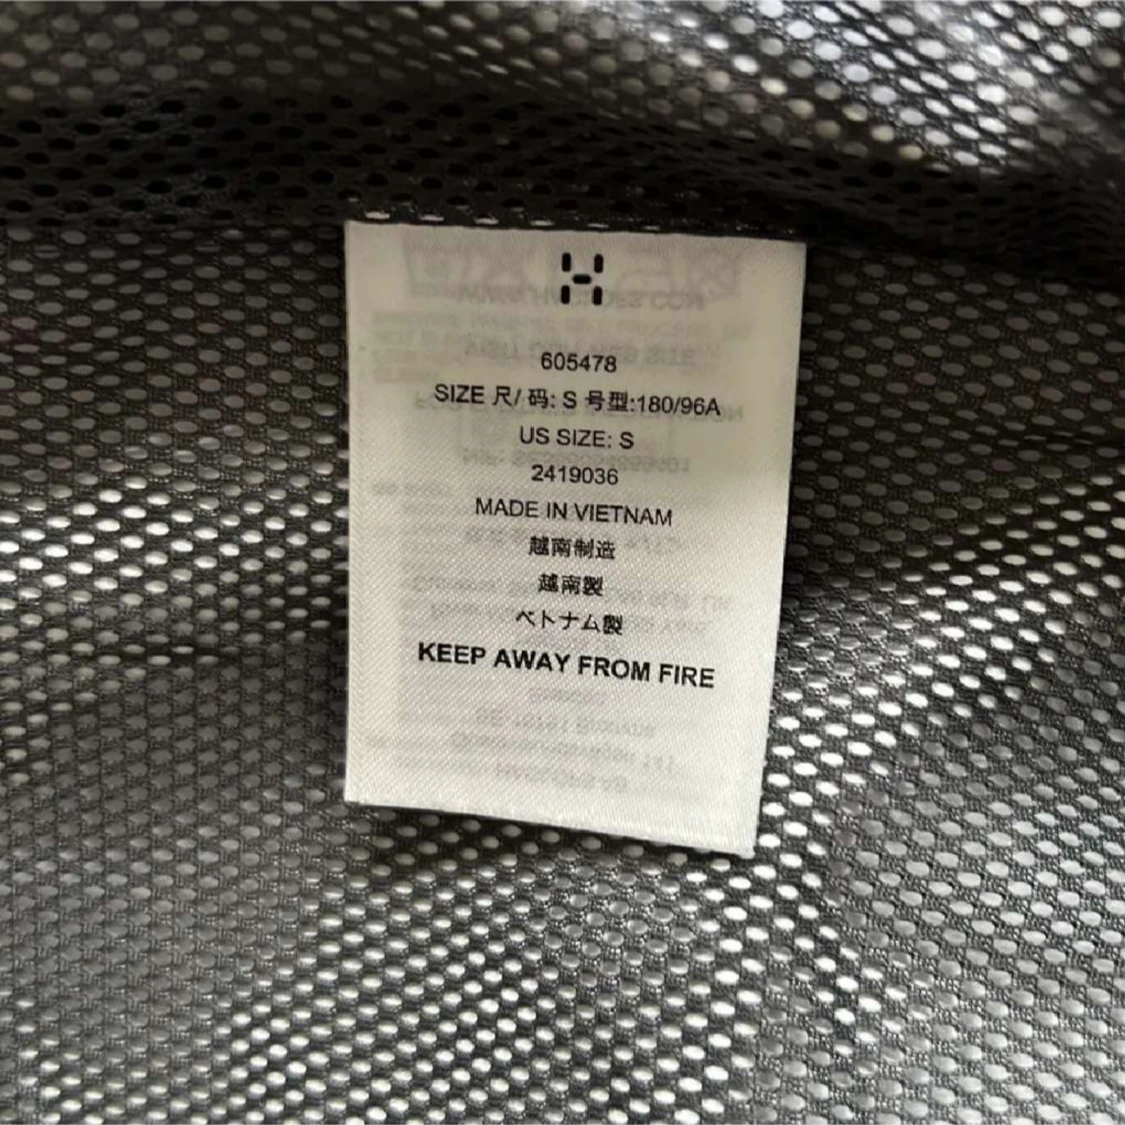 605478
SIZE 尺/ 码: S 号型:180/96A
US SIZE: S
2419036
MADE IN VIETNAM
越南制造
越南製
ベトナム製
KEEP AWAY FROM FIRE